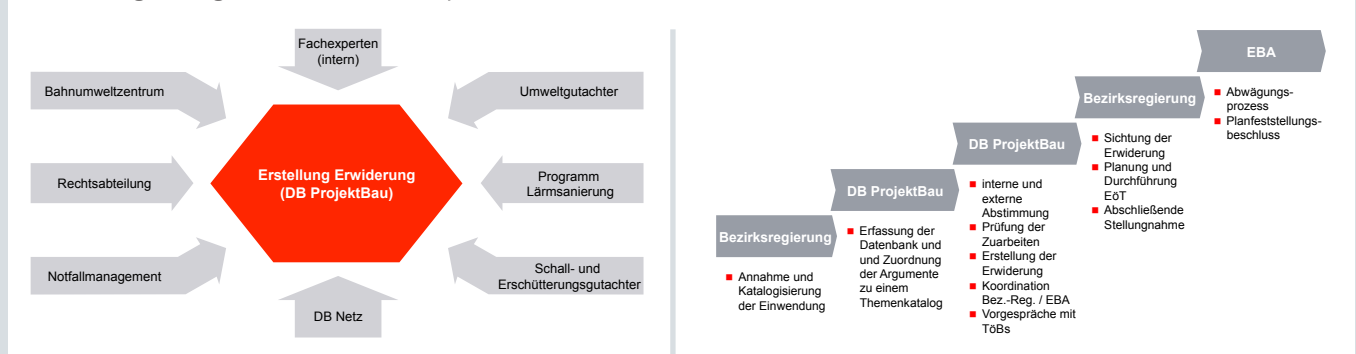 Fachexperten
(intern)
Bahnumweltzentrum
Umweltgutachter
Rechtsabteilung
Erstellung Erwiderung
(DB ProjektBau)
Programm
Lärmsanierung
Notfallmanagement
Schall- und
Erschütterungsgutachter
DB Netz
Bezirksregierung
Annahme und
Katalogisierung
der Einwendung
DB ProjektBau
Erfassung der
Datenbank und
und Zuordnung
der Argumente
zu einem
Themenkatalog
DB ProjektBau
interne und
externe
Abstimmung
Prüfung der
Zuarbeiten
Erstellung der
Erwiderung
Koordination
Bez.-Reg. / EBA
Vorgespräche mit
TöBs
Bezirksregierung
Sichtung der
Erwiderung
Planung und
Durchführung
EöT
Abschließende
Stellungnahme
EBA
Abwägungs-
prozess
Planfeststellungs-
beschluss